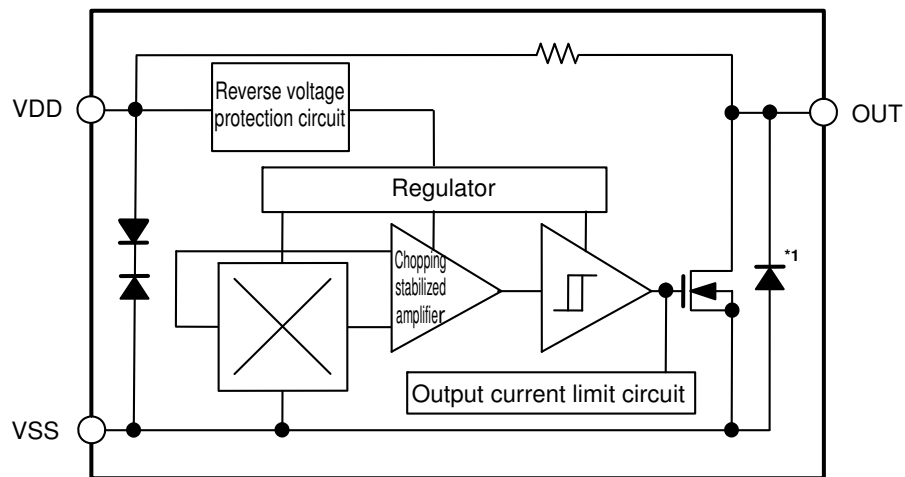 VDD
Reverse voltage
protection circuit
OUT
Regulator
Chopping
stabilized
amplifier
*1
Output current limit circuit
VSS